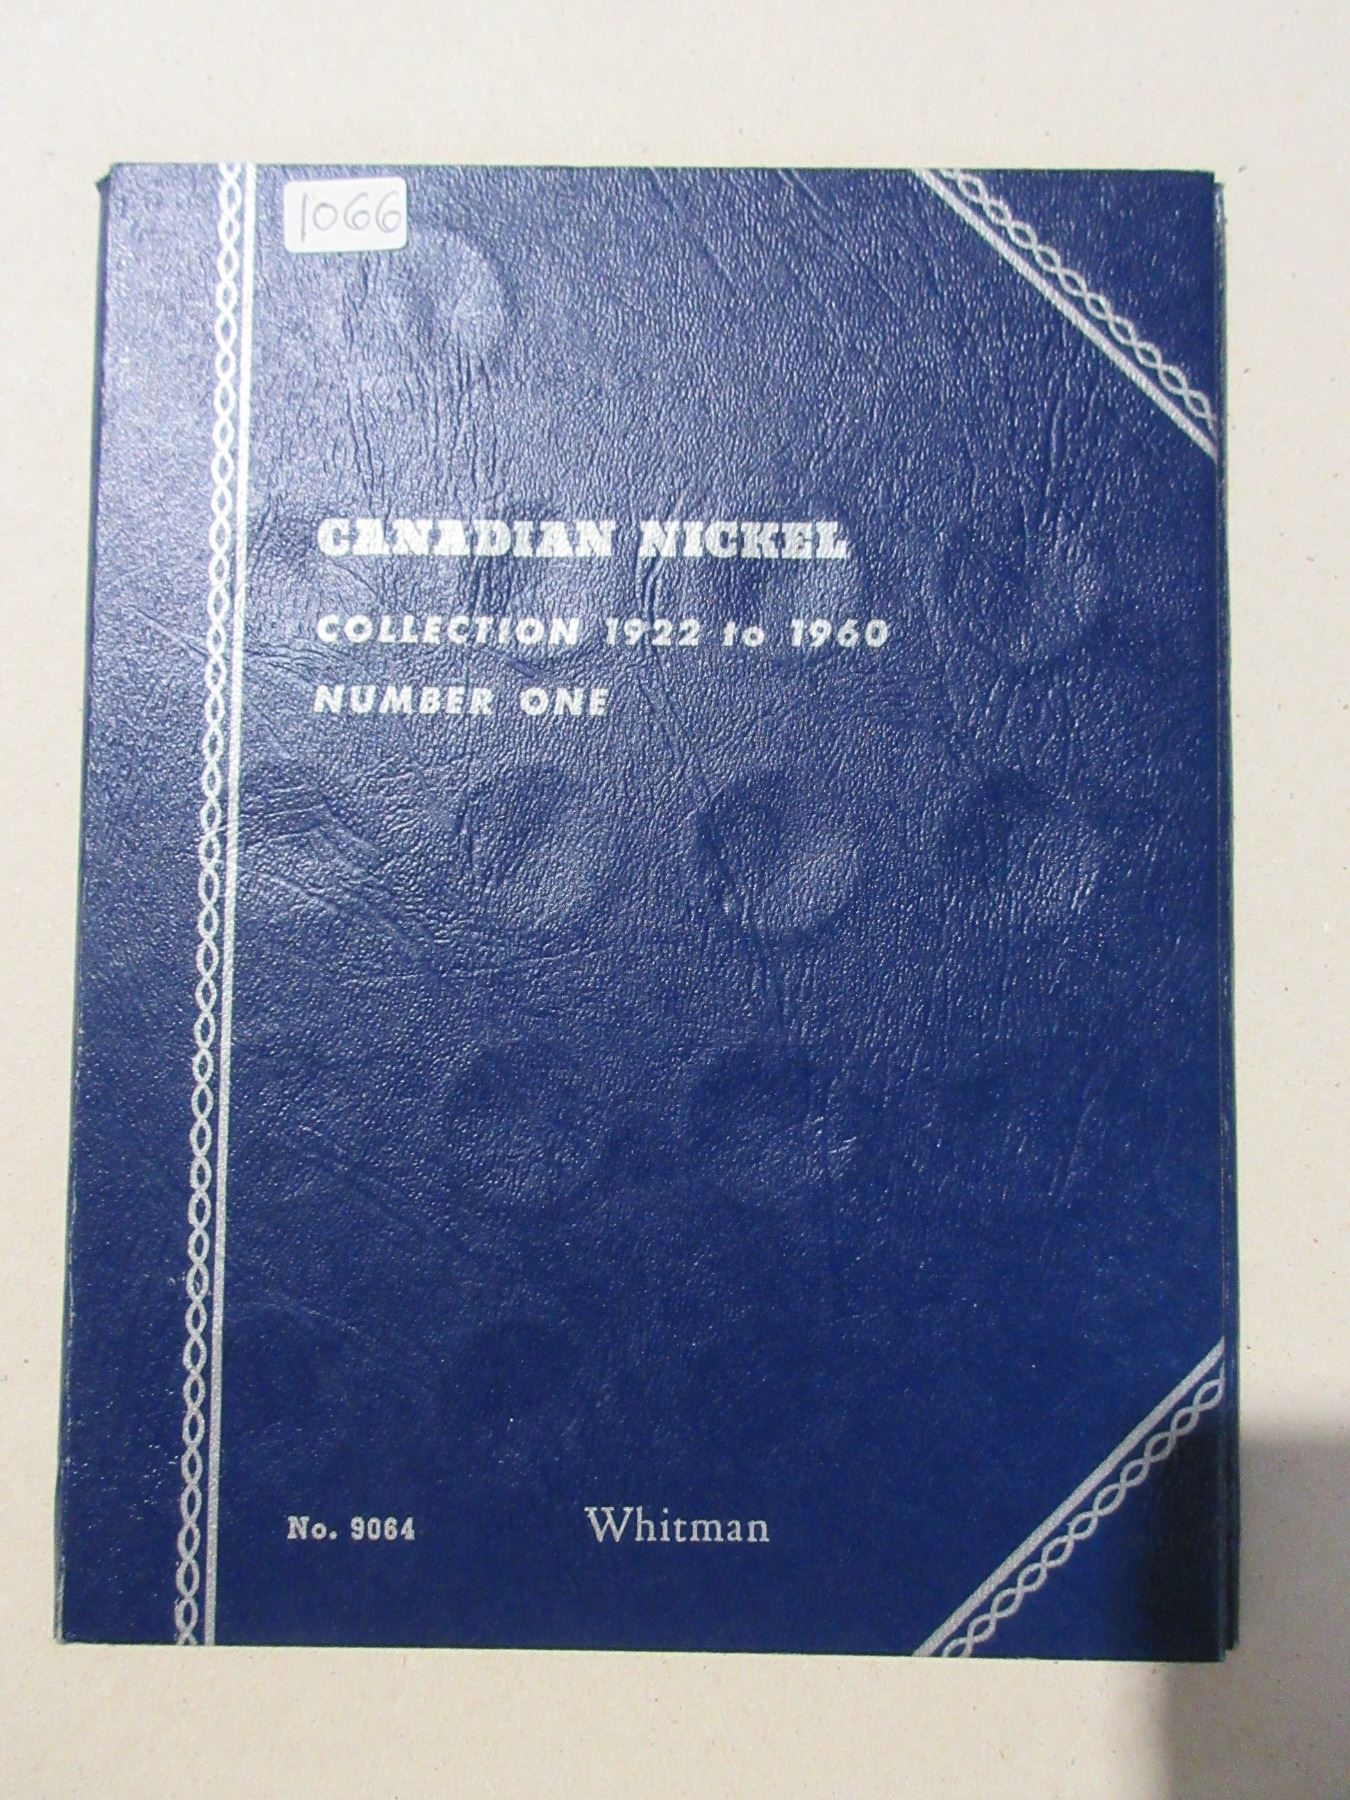 1066
CANADIAN NICKEL
COLLECTION 1922 to 1960
NUMBER ONE
No. 9064 Whitman